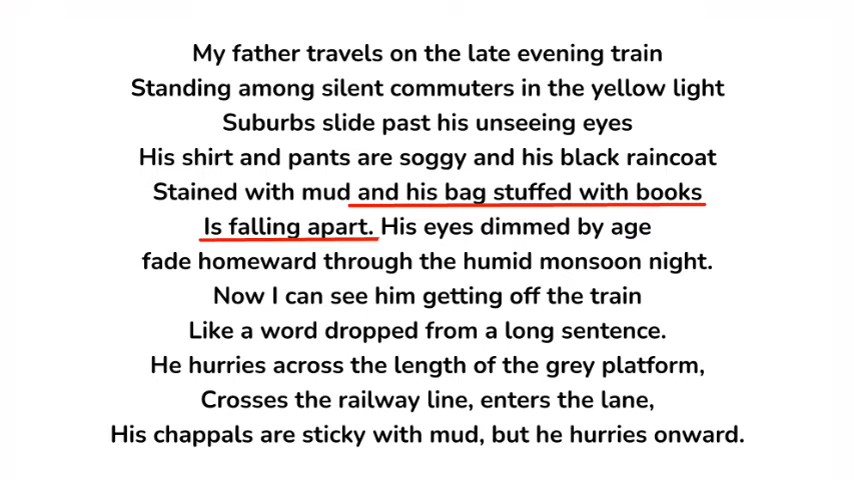 My father travels on the late evening train
Standing among silent commuters in the yellow light
Suburbs slide past his unseeing eyes
His shirt and pants are soggy and his black raincoat
Stained with mud and his bag stuffed with books
Is falling apart. His eyes dimmed by age
fade homeward through the humid monsoon night.
Now I can see him getting off the train
Like a word dropped from a long sentence.
He hurries across the length of the grey platform,
Crosses the railway line, enters the lane,
His chappals are sticky with mud, but he hurries onward.